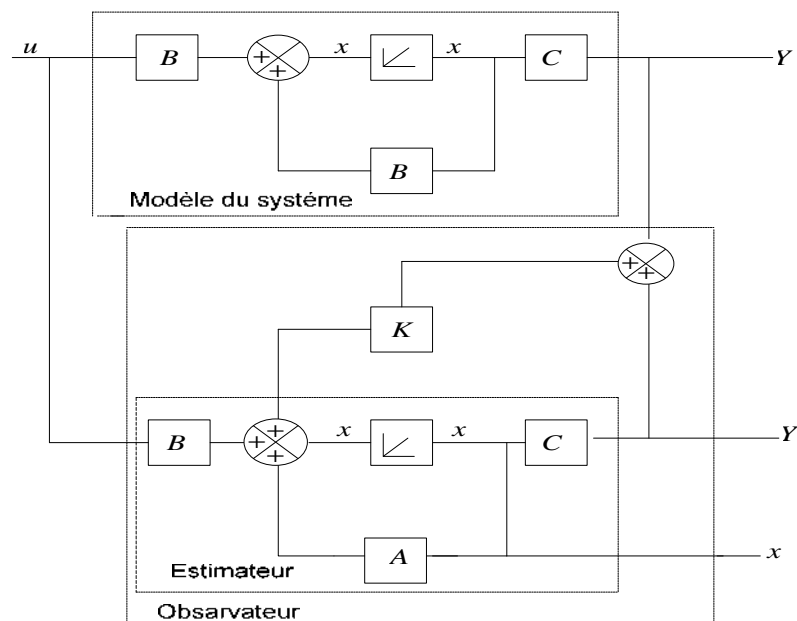 u
B
+
+
x
x
C
Y
B
Modèle du systéme
+
+
K
B
+
+
+
x
x
C
Y
A
x
Estimateur
Obsarvateur